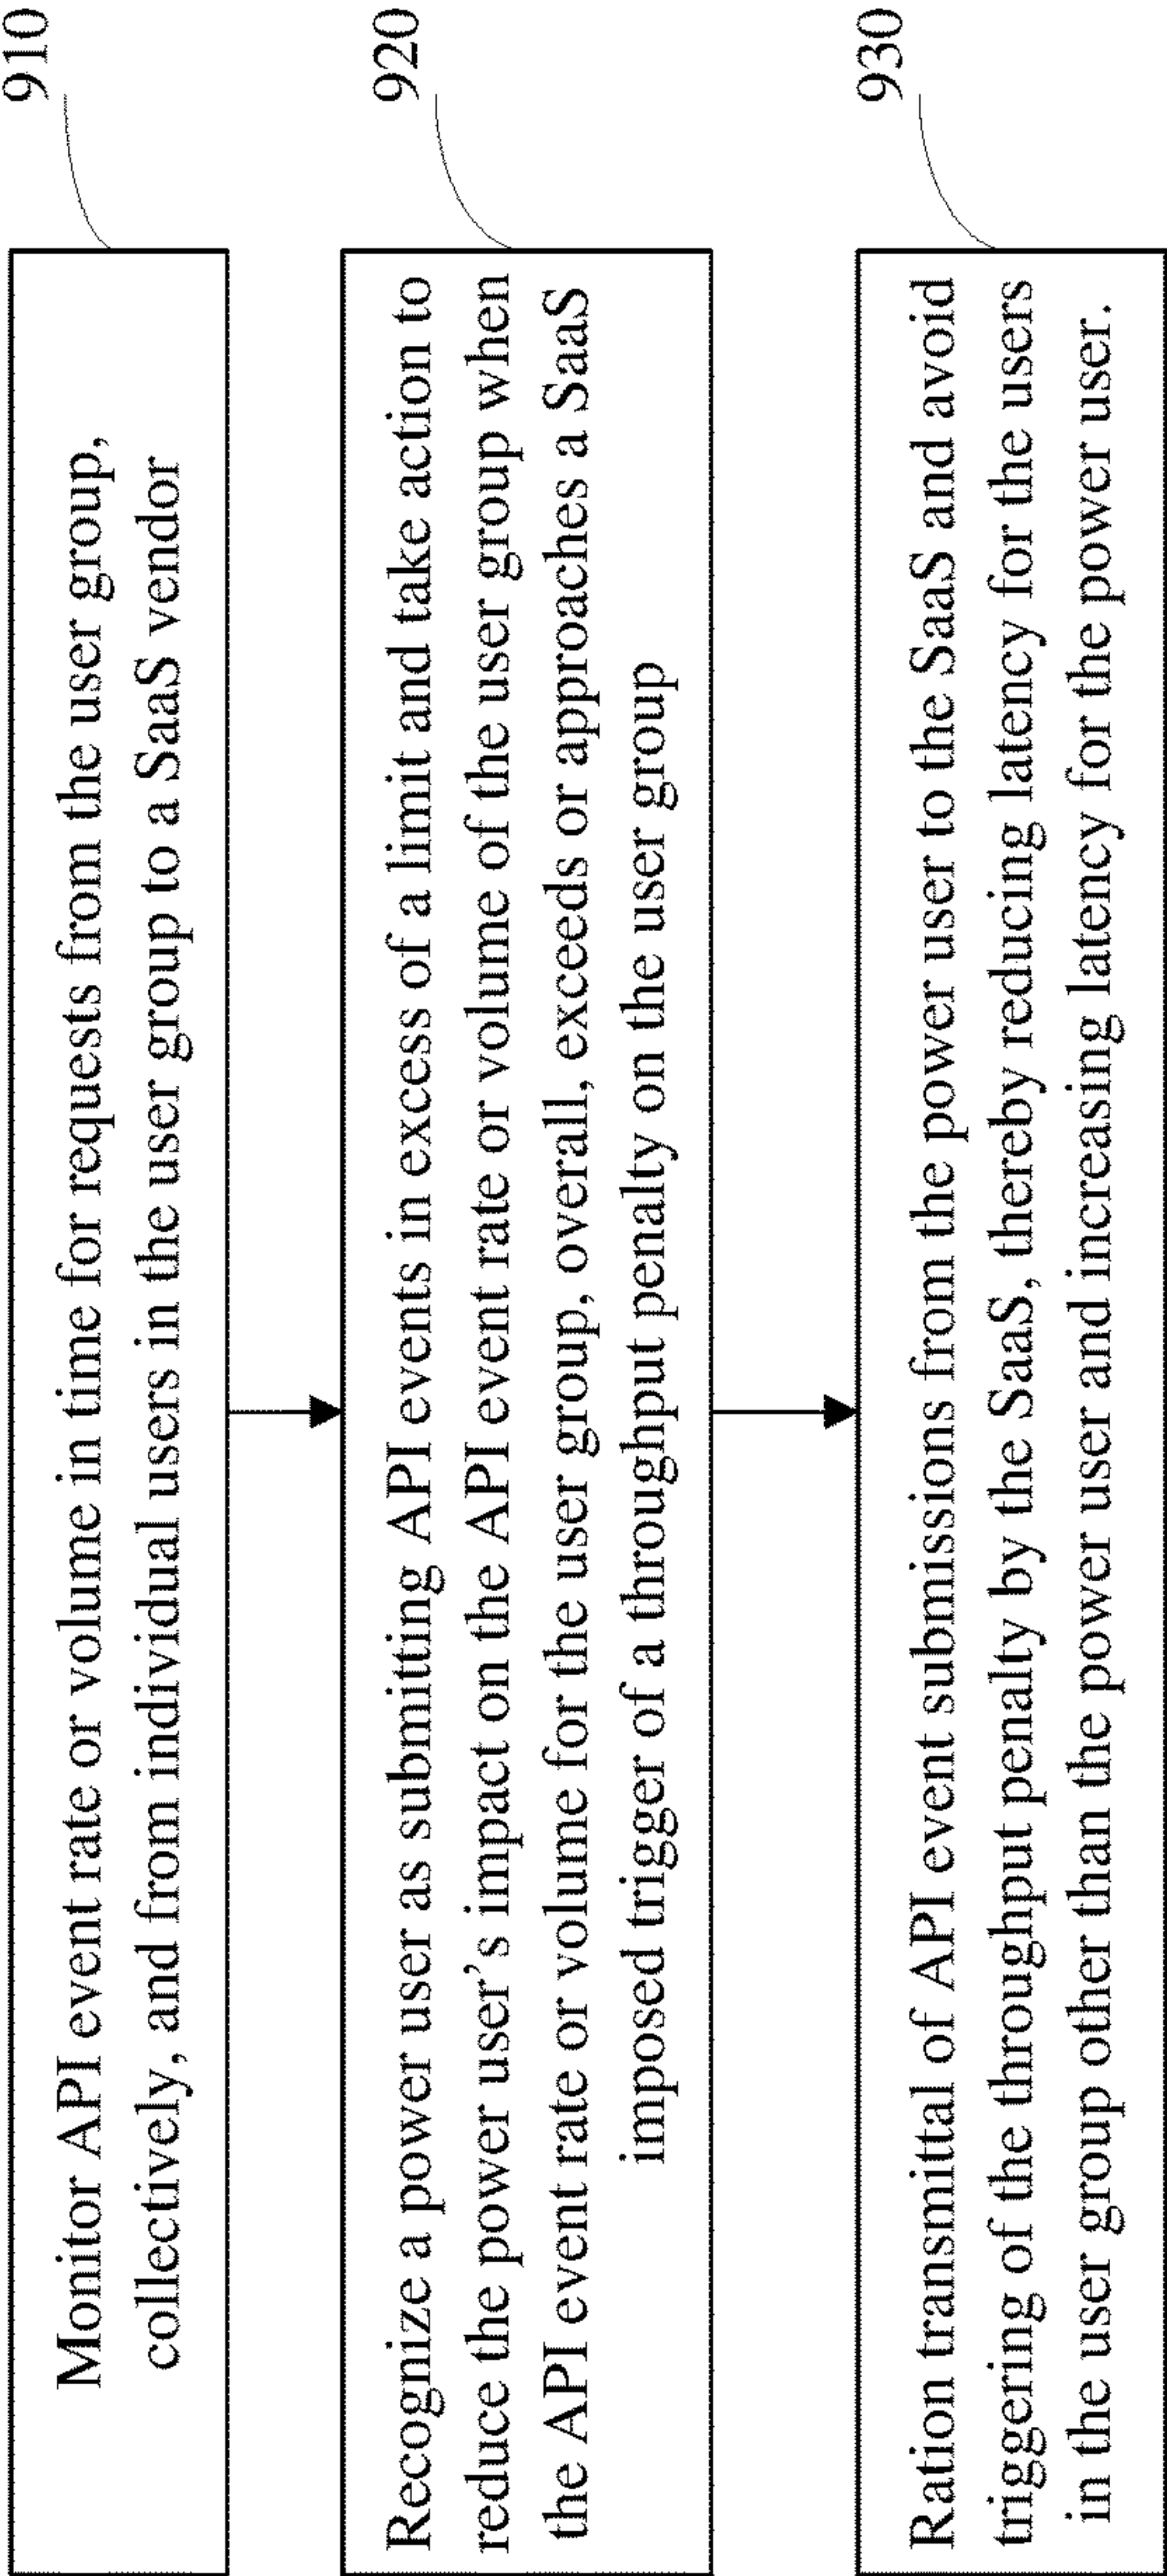 Monitor API event rate or volume in time for requests from the user group,
collectively, and from individual users in the user group to a SaaS vendor
910
Recognize a power user as submitting API events in excess of a limit and take action to
reduce the power user’s impact on the API event rate or volume of the user group when
the API event rate or volume for the user group, overall, exceeds or approaches a SaaS
imposed trigger of a throughput penalty on the user group
920
Ration transmittal of API event submissions from the power user to the SaaS and avoid
triggering of the throughput penalty by the SaaS, thereby reducing latency for the users
in the user group other than the power user and increasing latency for the power user.
930